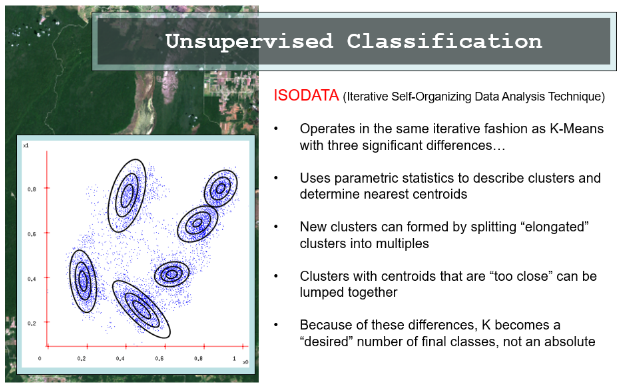 Unsupervised Classification
ISODATA (Iterative Self-Organizing Data Analysis Technique)
• Operates in the same iterative fashion as K-Means
with three significant differences…
• Uses parametric statistics to describe clusters and
determine nearest centroids
• New clusters can formed by splitting “elongated”
clusters into multiples
• Clusters with centroids that are “too close” can be
lumped together
• Because of these differences, K becomes a
“desired” number of final classes, not an absolute
x1
0,8
0,6
0,4
0,2
0 0,2 0,4 0,6 0,8 1 x0